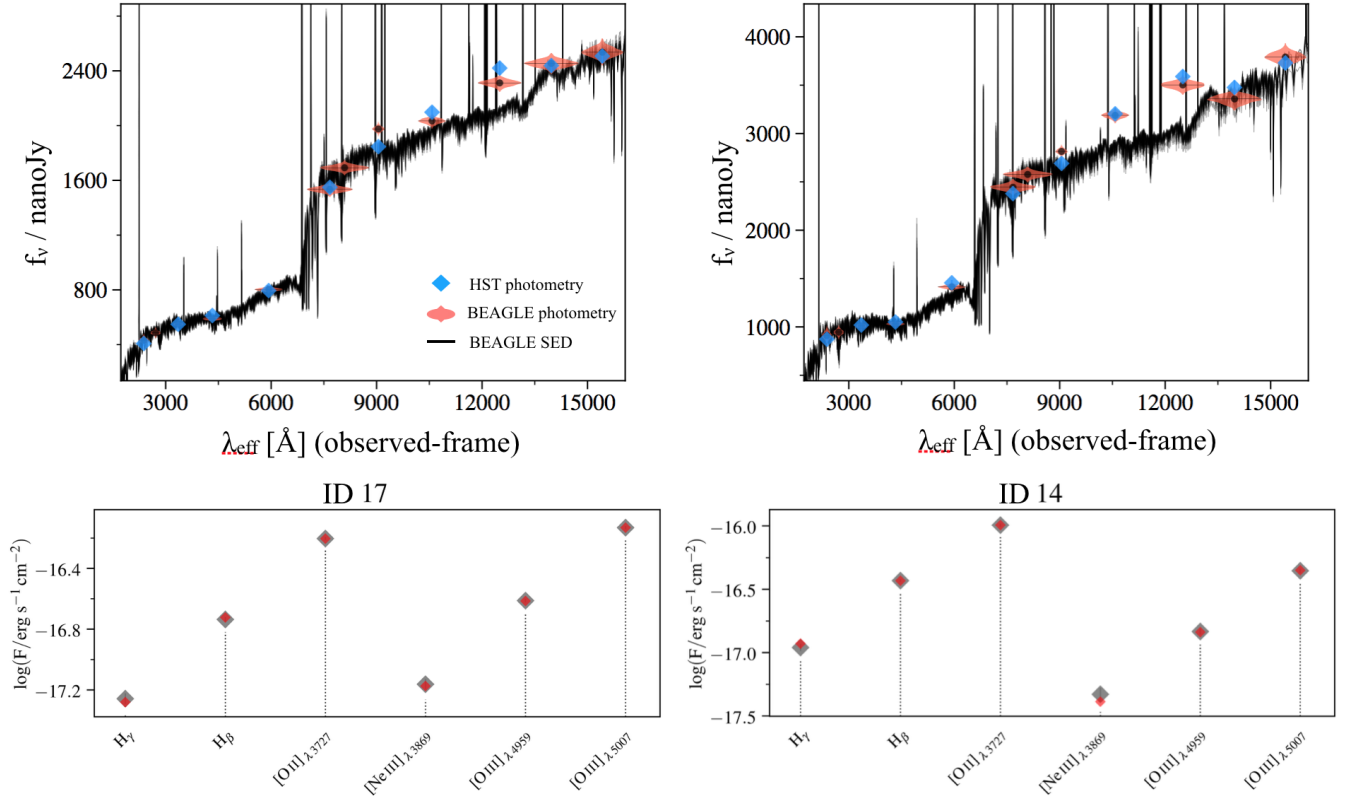 2400
1600
800
f_ν / nanoJy
HST photometry
BEAGLE photometry
BEAGLE SED
3000 6000 9000 12000 15000
λ_eff [Å] (observed-frame)
4000
3000
2000
1000
f_ν / nanoJy
3000 6000 9000 12000 15000
λ_eff [Å] (observed-frame)
ID 17
−16.4
−16.8
−17.2
log(F/erg s⁻¹ cm⁻²)
Hγ
Hβ
[OII]λ3727
[NeIII]λ3869
[OIII]λ4959
[OIII]λ5007
ID 14
−16.0
−16.5
−17.0
−17.5
log(F/erg s⁻¹ cm⁻²)
Hγ
Hβ
[OII]λ3727
[NeIII]λ3869
[OIII]λ4959
[OIII]λ5007